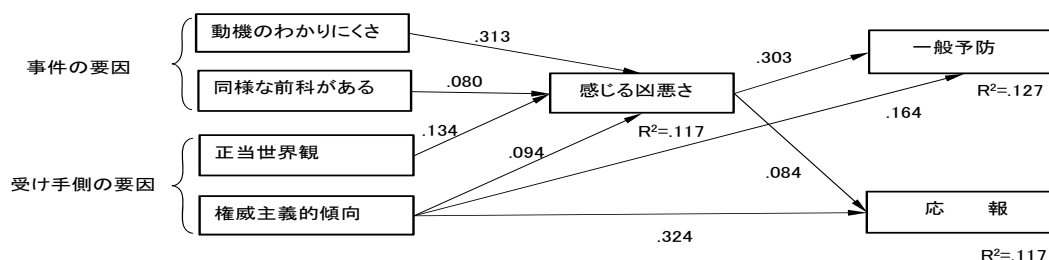 動機のわかりにくさ
.313
一般予防
事件の要因
.303
同様な前科がある
.080
感じる凶悪さ
R²=.127
.164
.134
R²=.117
正当世界観
.094
受け手側の要因
.084
権威主義的傾向
応 報
.324
R²=.117